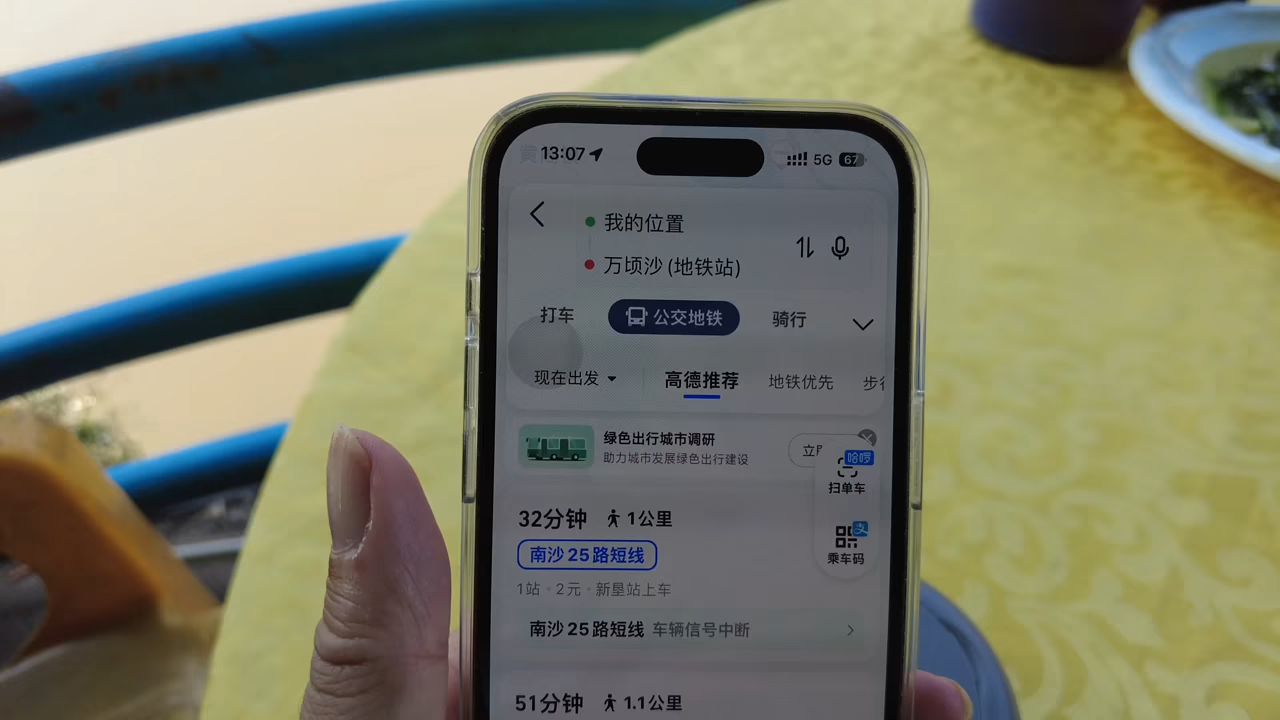 13:07
5G 67
我的位置
万顷沙(地铁站)
打车 公交地铁 骑行
现在出发 高德推荐 地铁优先 步行
绿色出行城市调研
助力城市发展绿色出行建设
立即
哈啰
扫单车
支
乘车码
32分钟 1公里
南沙25路短线
1站·2元·新垦站上车
南沙25路短线 车辆信号中断
51分钟 1.1公里